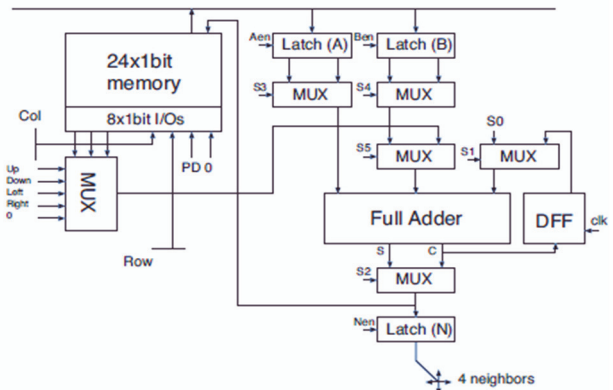 Aen
Latch (A)
Ben
Latch (B)
24x1bit
memory
S3
MUX
S4
MUX
8x1bit I/Os
Col
S0
PD 0
S5
MUX
S1
MUX
Up
Down
Left
Right
0
MUX
Full Adder
DFF
clk
Row
S
C
S2
MUX
Nen
Latch (N)
4 neighbors